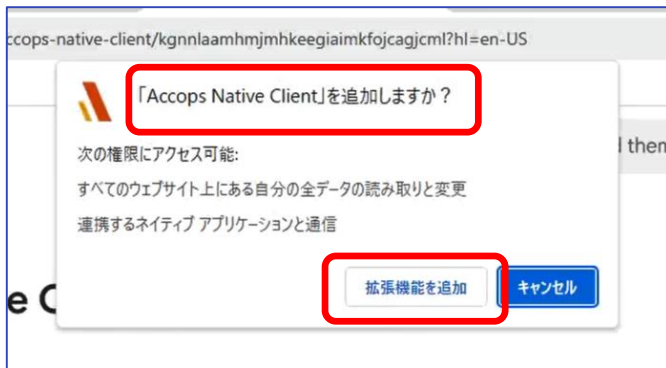 ccops-native-client/kgnnlaamhmjmhkeegiaimkfojcagjcml?hl=en-US
「Accops Native Client」を追加しますか？
次の権限にアクセス可能:
l them
すべてのウェブサイト上にある自分の全データの読み取りと変更
連携するネイティブ アプリケーションと通信
拡張機能を追加
キャンセル
e C